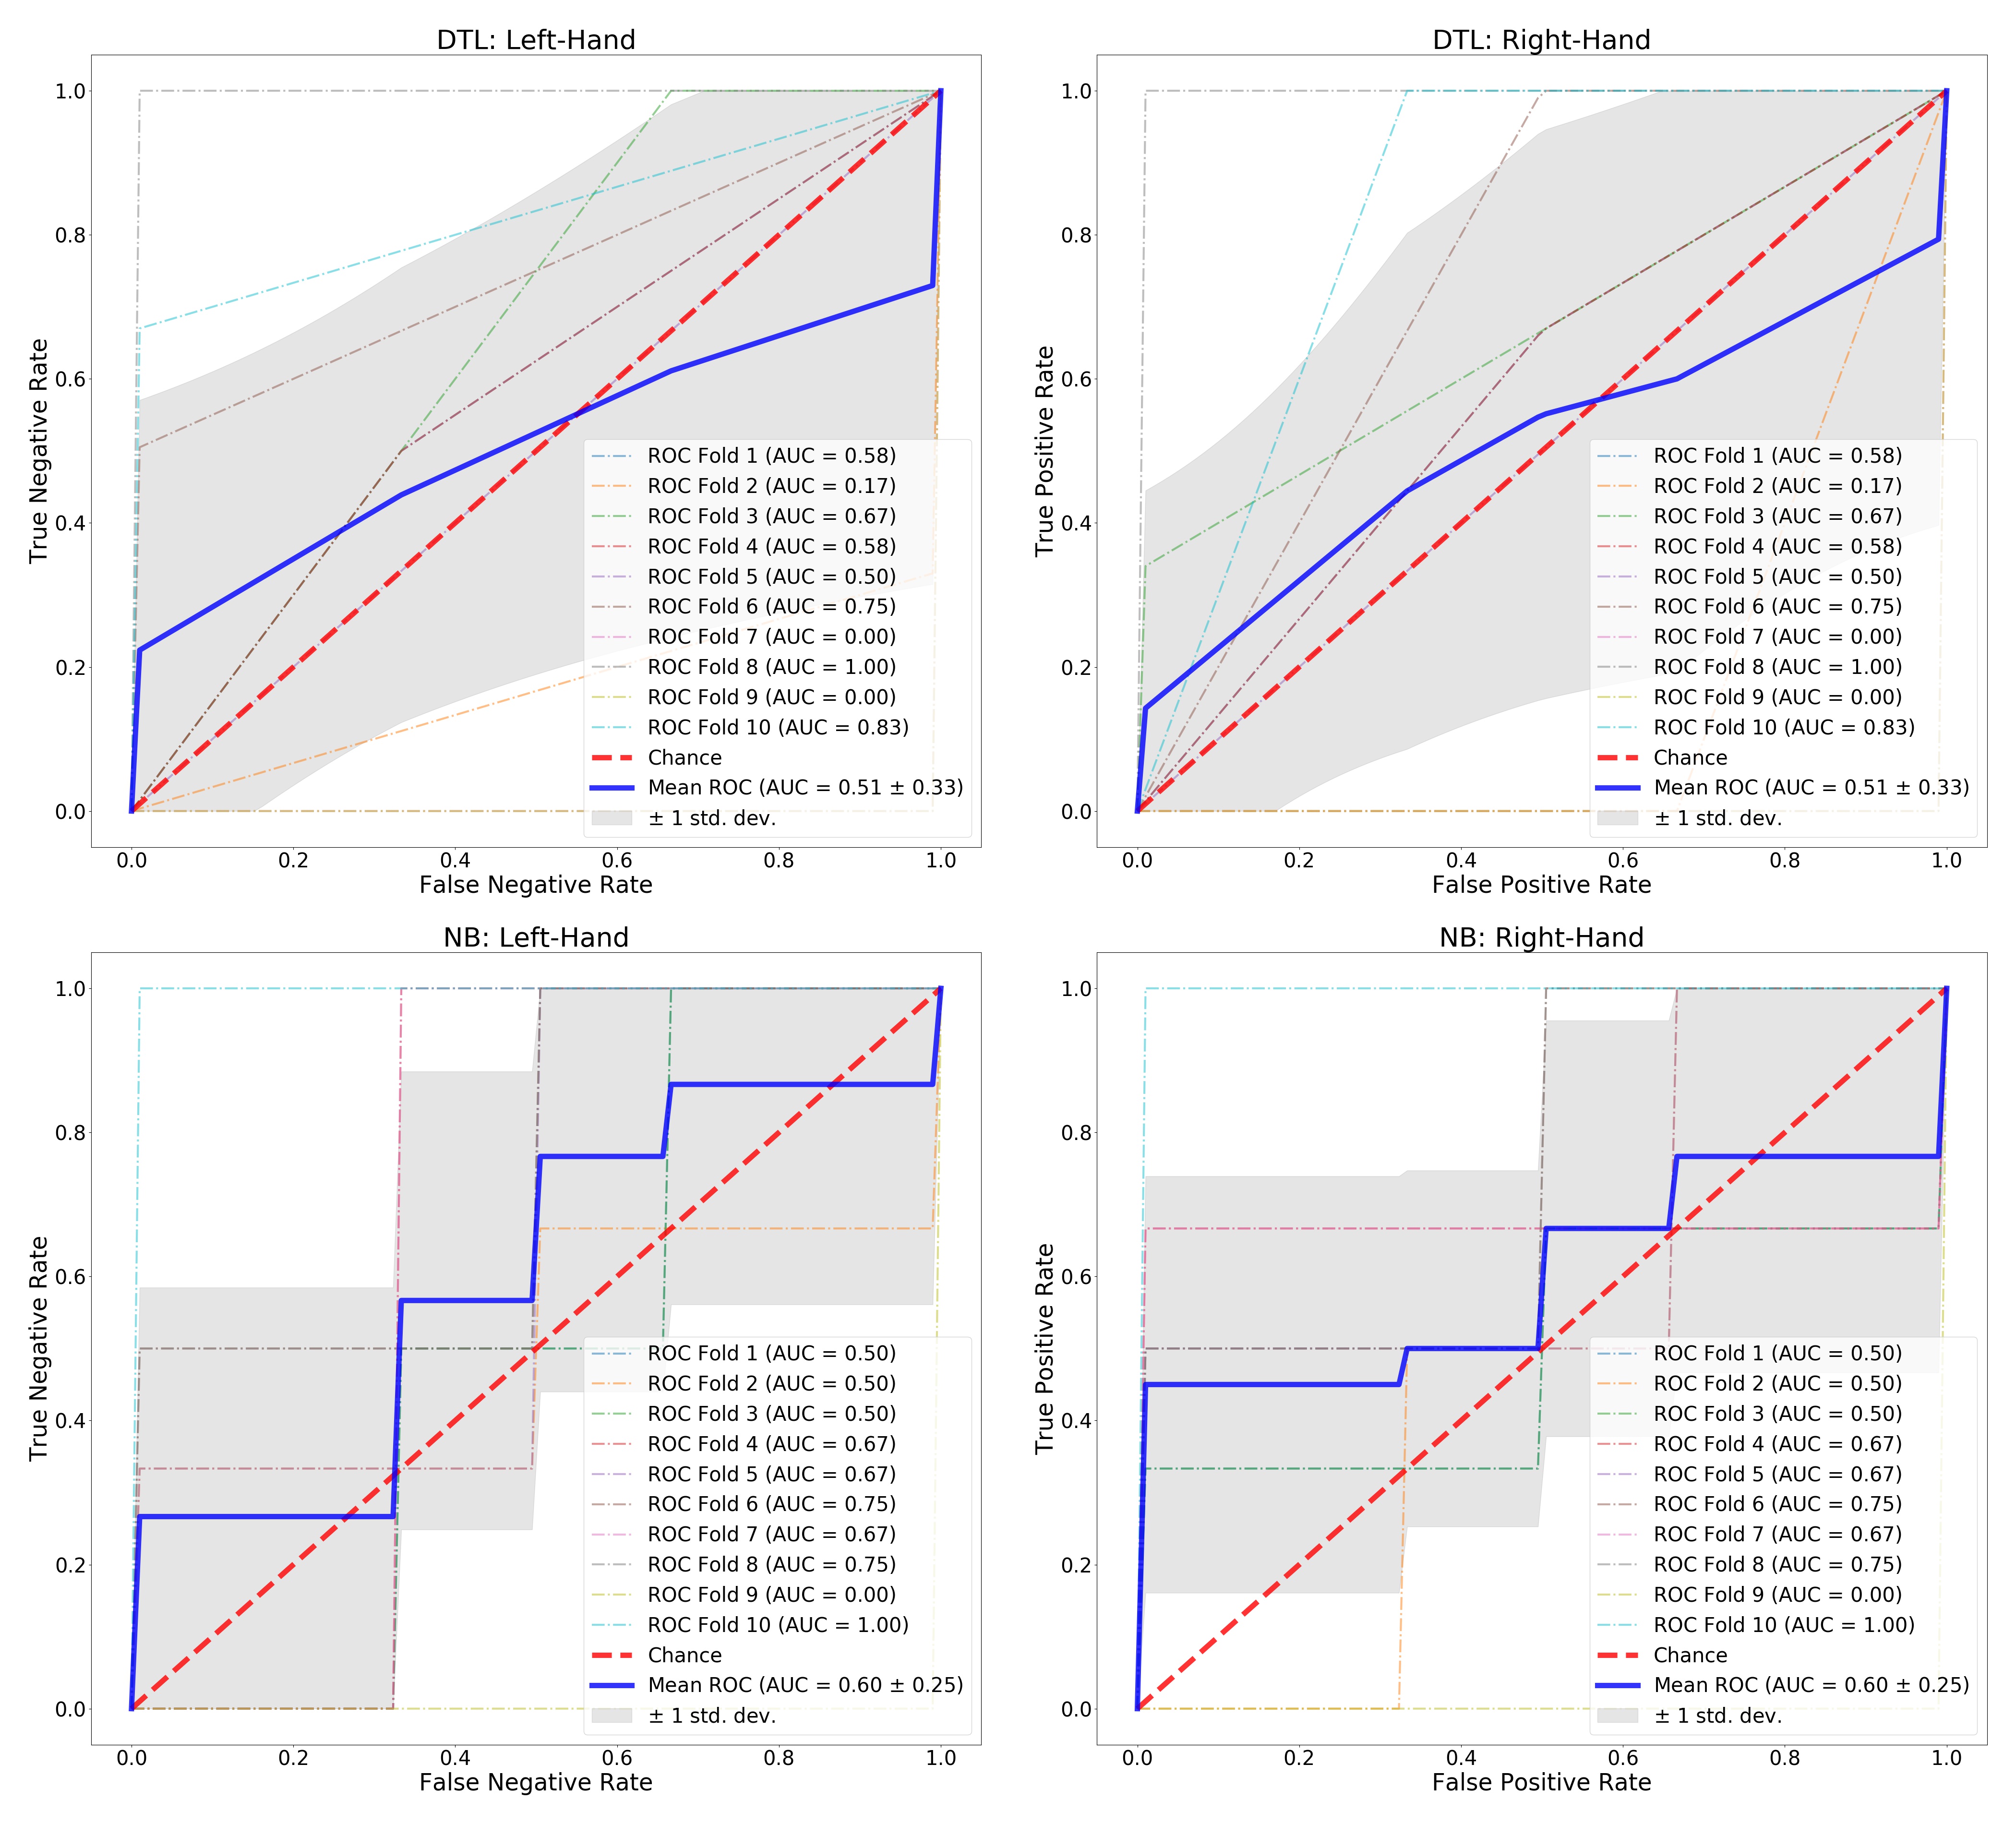 DTL: Left-Hand
True Negative Rate
1.0
0.8
0.6
0.4
0.2
0.0
ROC Fold 1 (AUC = 0.58)
ROC Fold 2 (AUC = 0.17)
ROC Fold 3 (AUC = 0.67)
ROC Fold 4 (AUC = 0.58)
ROC Fold 5 (AUC = 0.50)
ROC Fold 6 (AUC = 0.75)
ROC Fold 7 (AUC = 0.00)
ROC Fold 8 (AUC = 1.00)
ROC Fold 9 (AUC = 0.00)
ROC Fold 10 (AUC = 0.83)
Chance
Mean ROC (AUC = 0.51 ± 0.33)
± 1 std. dev.
0.0 0.2 0.4 0.6 0.8 1.0
False Negative Rate
DTL: Right-Hand
True Positive Rate
1.0
0.8
0.6
0.4
0.2
0.0
ROC Fold 1 (AUC = 0.58)
ROC Fold 2 (AUC = 0.17)
ROC Fold 3 (AUC = 0.67)
ROC Fold 4 (AUC = 0.58)
ROC Fold 5 (AUC = 0.50)
ROC Fold 6 (AUC = 0.75)
ROC Fold 7 (AUC = 0.00)
ROC Fold 8 (AUC = 1.00)
ROC Fold 9 (AUC = 0.00)
ROC Fold 10 (AUC = 0.83)
Chance
Mean ROC (AUC = 0.51 ± 0.33)
± 1 std. dev.
0.0 0.2 0.4 0.6 0.8 1.0
False Positive Rate
NB: Left-Hand
True Negative Rate
1.0
0.8
0.6
0.4
0.2
0.0
ROC Fold 1 (AUC = 0.50)
ROC Fold 2 (AUC = 0.50)
ROC Fold 3 (AUC = 0.50)
ROC Fold 4 (AUC = 0.67)
ROC Fold 5 (AUC = 0.67)
ROC Fold 6 (AUC = 0.75)
ROC Fold 7 (AUC = 0.67)
ROC Fold 8 (AUC = 0.75)
ROC Fold 9 (AUC = 0.00)
ROC Fold 10 (AUC = 1.00)
Chance
Mean ROC (AUC = 0.60 ± 0.25)
± 1 std. dev.
0.0 0.2 0.4 0.6 0.8 1.0
False Negative Rate
NB: Right-Hand
True Positive Rate
1.0
0.8
0.6
0.4
0.2
0.0
ROC Fold 1 (AUC = 0.50)
ROC Fold 2 (AUC = 0.50)
ROC Fold 3 (AUC = 0.50)
ROC Fold 4 (AUC = 0.67)
ROC Fold 5 (AUC = 0.67)
ROC Fold 6 (AUC = 0.75)
ROC Fold 7 (AUC = 0.67)
ROC Fold 8 (AUC = 0.75)
ROC Fold 9 (AUC = 0.00)
ROC Fold 10 (AUC = 1.00)
Chance
Mean ROC (AUC = 0.60 ± 0.25)
± 1 std. dev.
0.0 0.2 0.4 0.6 0.8 1.0
False Positive Rate